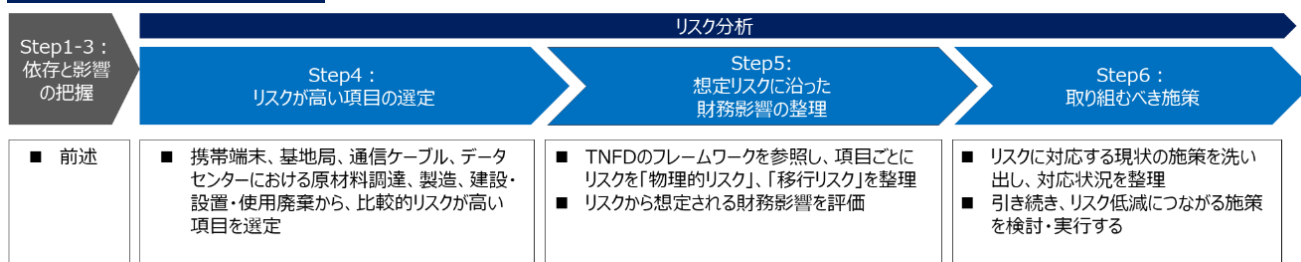 リスク分析
Step1-3：
依存と影響
の把握
Step4：
リスクが高い項目の選定
Step5:
想定リスクに沿った
財務影響の整理
Step6：
取り組むべき施策
■ 前述
■ 携帯端末、基地局、通信ケーブル、データ
センターにおける原材料調達、製造、建設・
設置・使用廃棄から、比較的リスクが高い
項目を選定
■ TNFDのフレームワークを参照し、項目ごとに
リスクを「物理的リスク」、「移行リスク」を整理
■ リスクから想定される財務影響を評価
■ リスクに対応する現状の施策を洗い
出し、対応状況を整理
■ 引き続き、リスク低減につながる施策
を検討・実行する